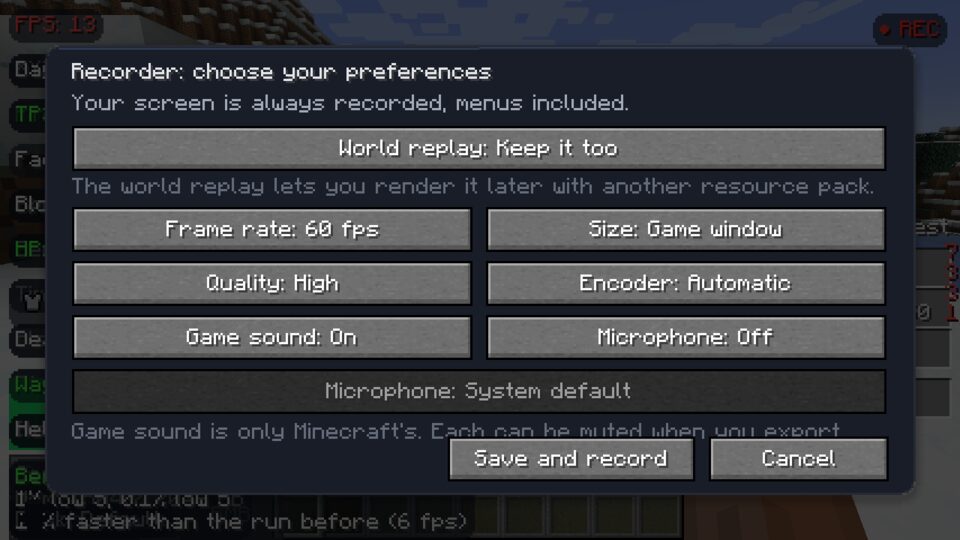 FPS: 13
REC
Recorder: choose your preferences
Your screen is always recorded, menus included.
World replay: Keep it too
The world replay lets you render it later with another resource pack.
Frame rate: 60 fps
Size: Game window
Quality: High
Encoder: Automatic
Game sound: On
Microphone: Off
Microphone: System default
Game sound is only Minecraft's. Each can be muted when you export
Save and record
Cancel
faster than the run before (6 fps)